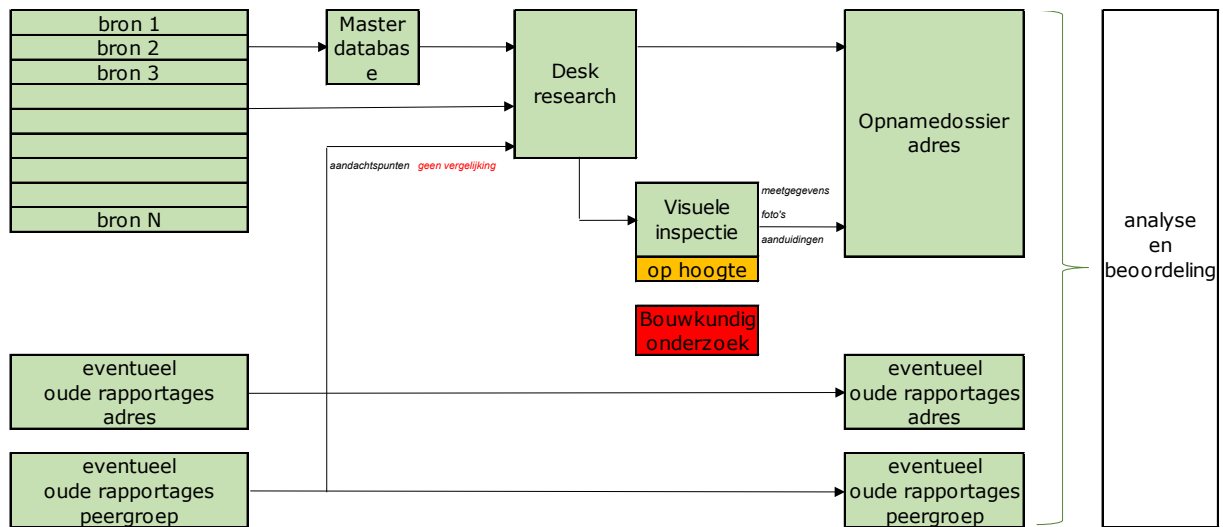 bron 1
bron 2
bron 3
bron N
Master
databas
e
Desk
research
aandachtspunten geen vergelijking
Visuele
inspectie
op hoogte
meetgegevens
foto's
aanduidingen
Bouwkundig
onderzoek
Opnamedossier
adres
analyse
en
beoordeling
eventueel
oude rapportages
adres
eventueel
oude rapportages
adres
eventueel
oude rapportages
peergroep
eventueel
oude rapportages
peergroep